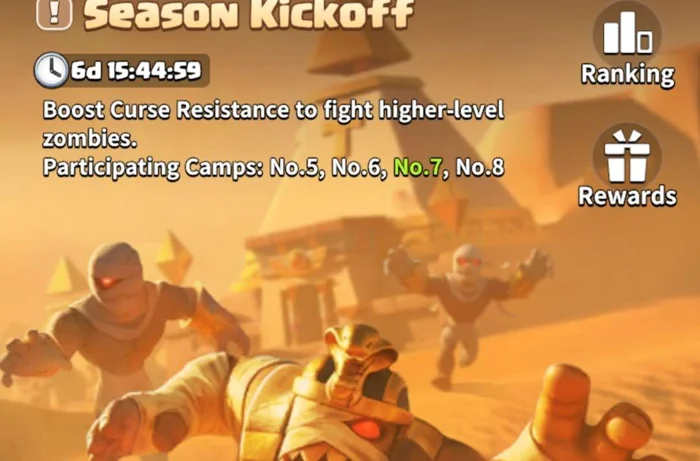 Season Kickoff
6d 15:44:59
Ranking
Boost Curse Resistance to fight higher-level
zombies.
Participating Camps: No.5, No.6, No.7, No.8
Rewards